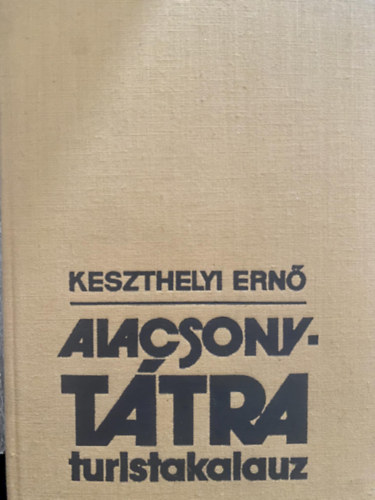 KESZTHELYI ERNŐ
ALACSONY-
TÁTRA
turistakalauz